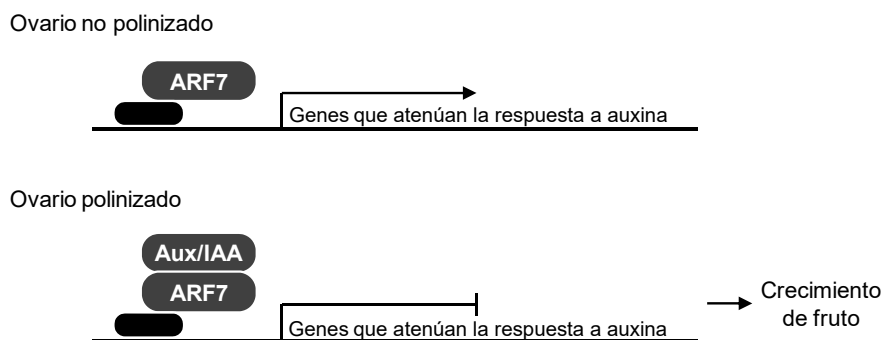 Ovario no polinizado
ARF7
Genes que atenúan la respuesta a auxina
Ovario polinizado
Aux/IAA
ARF7
Genes que atenúan la respuesta a auxina
Crecimiento
de fruto